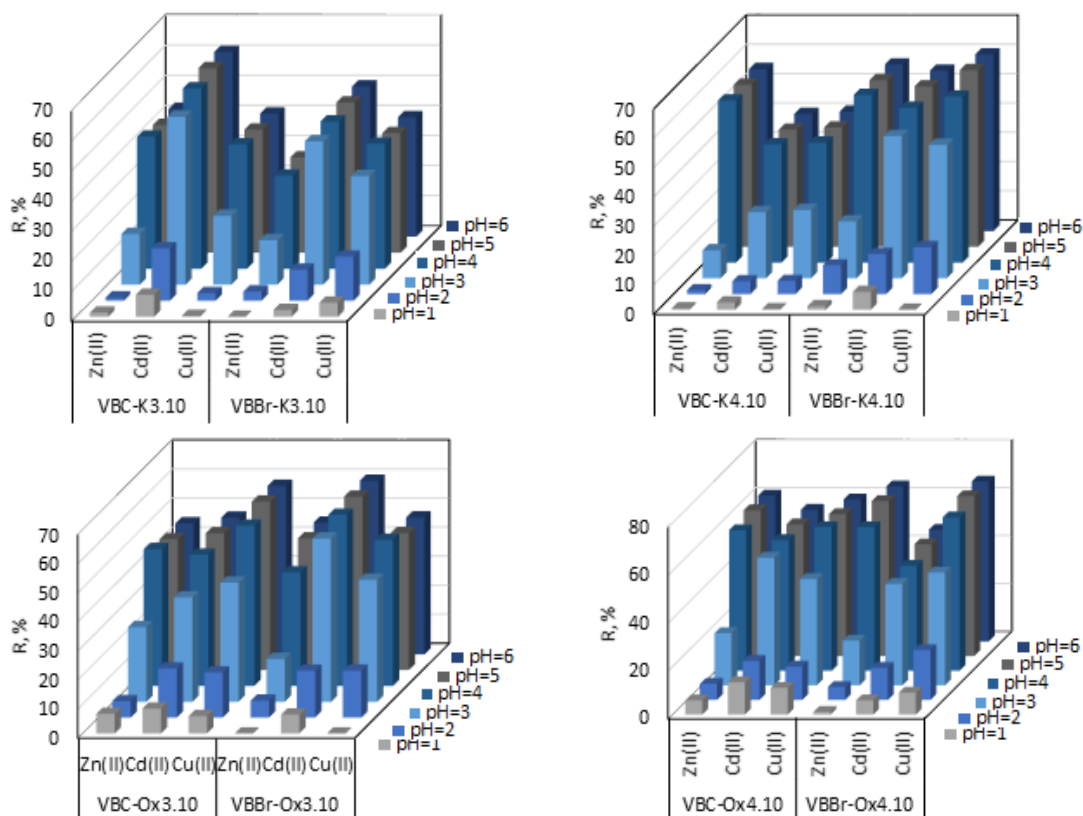 70
60
50
40
30
20
10
0
R, %
pH=6
pH=5
pH=4
pH=3
pH=2
pH=1
Zn(II) Cd(II) Cu(II) Zn(II) Cd(II) Cu(II)
VBC-K3.10 VBBr-K3.10
70
60
50
40
30
20
10
0
R, %
pH=6
pH=5
pH=4
pH=3
pH=2
pH=1
Zn(II) Cd(II) Cu(II) Zn(II) Cd(II) Cu(II)
VBC-K4.10 VBBr-K4.10
70
60
50
40
30
20
10
0
R, %
pH=6
pH=5
pH=4
pH=3
pH=2
pH=1
Zn(II) Cd(II) Cu(II) Zn(II) Cd(II) Cu(II)
VBC-Ox3.10 VBBr-Ox3.10
80
60
40
20
0
R, %
pH=6
pH=5
pH=4
pH=3
pH=2
pH=1
Zn(II) Cd(II) Cu(II) Zn(II) Cd(II) Cu(II)
VBC-Ox4.10 VBBr-Ox4.10